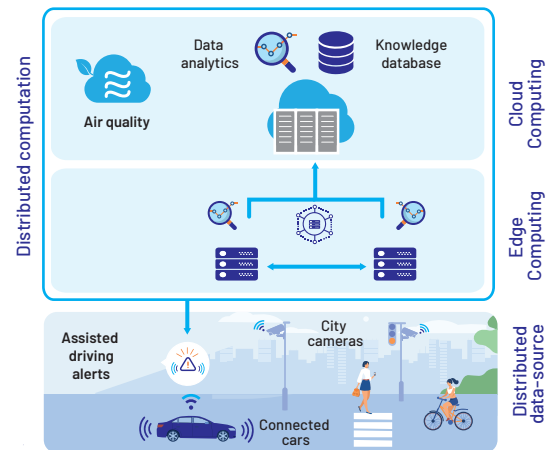 Distributed computation
Data
analytics
Knowledge
database
Air quality
Cloud
Computing
Edge
Computing
Assisted
driving
alerts
City
cameras
Connected
cars
Distributed
data-source